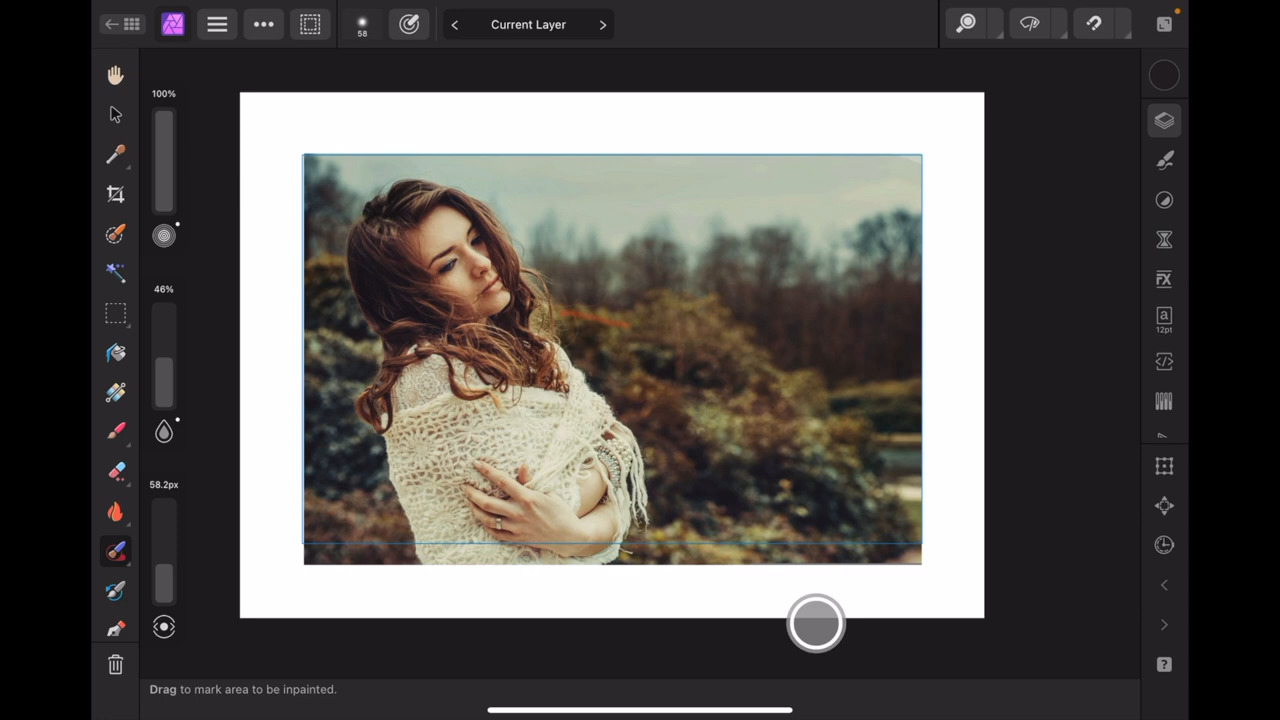 58
Current Layer
100%
46%
58.2px
a
12pt
?
Drag to mark area to be inpainted.